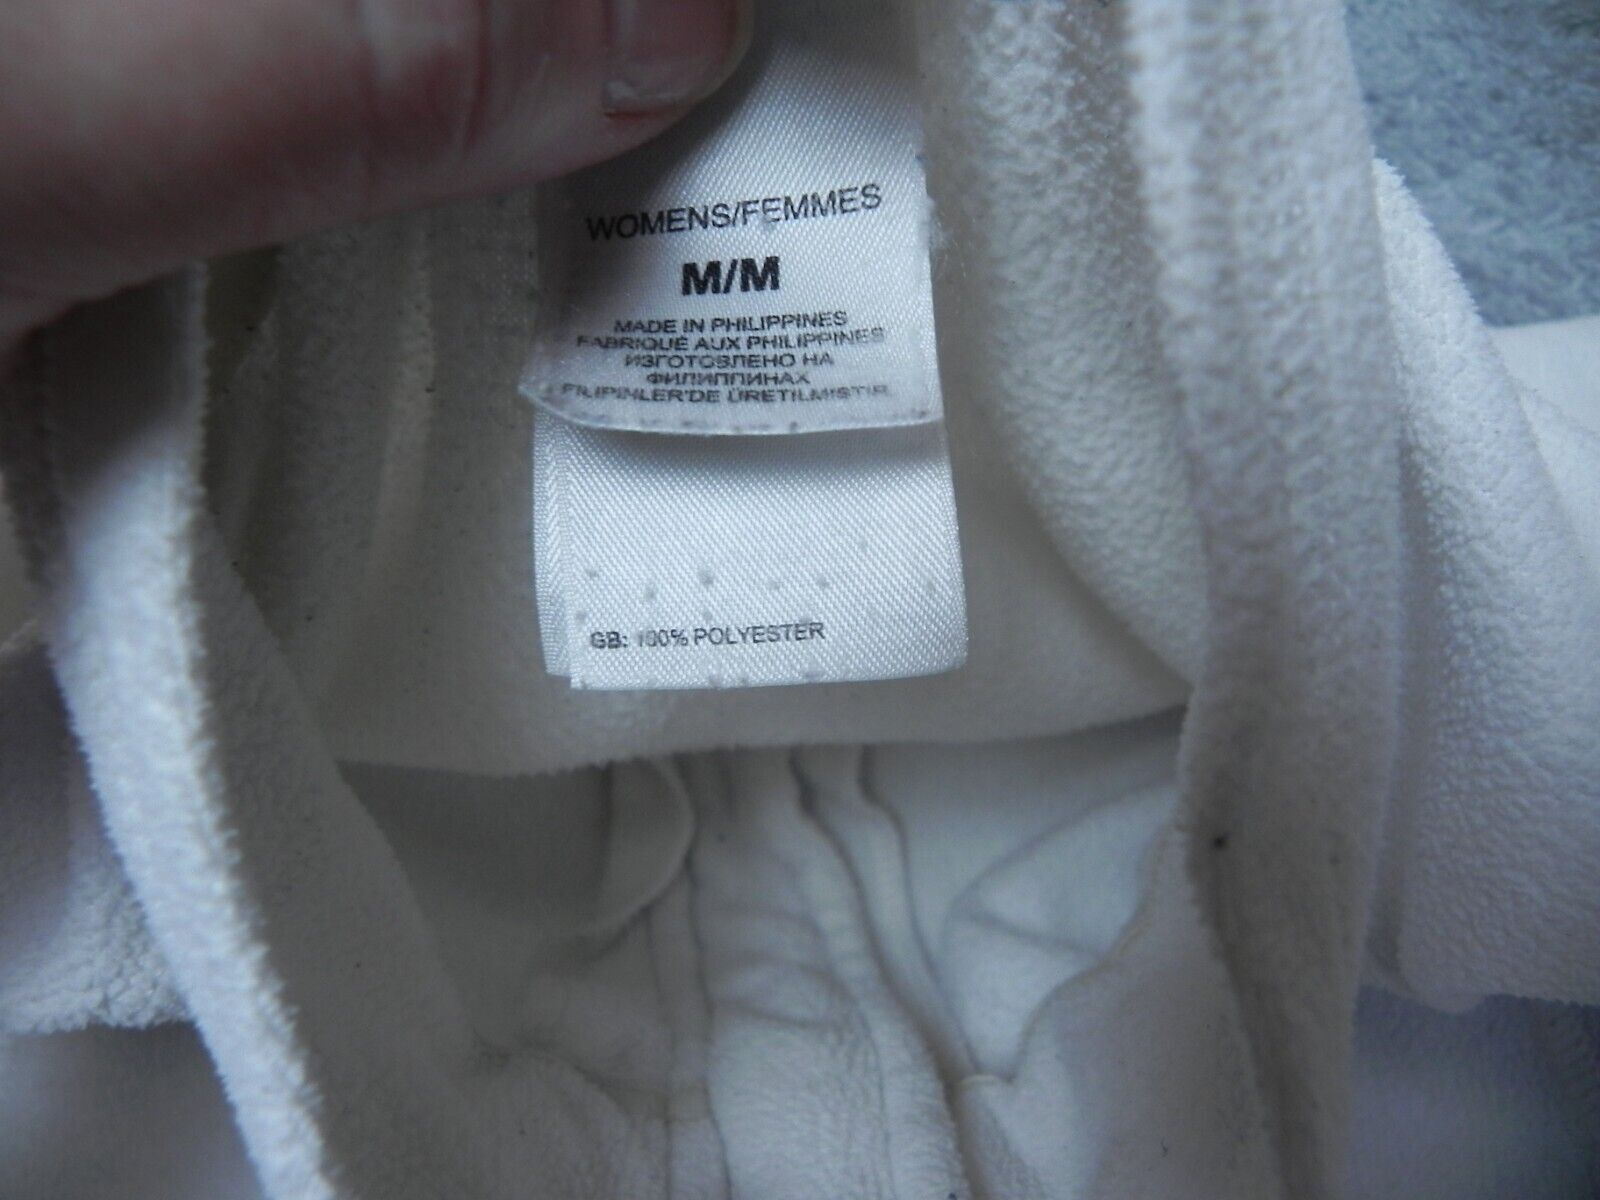 WOMENS/FEMMES
M/M
MADE IN PHILIPPINES
FABRIQUÉ AUX PHILIPPINES
ИЗГОТОВЛЕНО НА
ФИЛИППИНАХ
FILIPINLER'DE ÜRETILMISTIR
GB: 100% POLYESTER